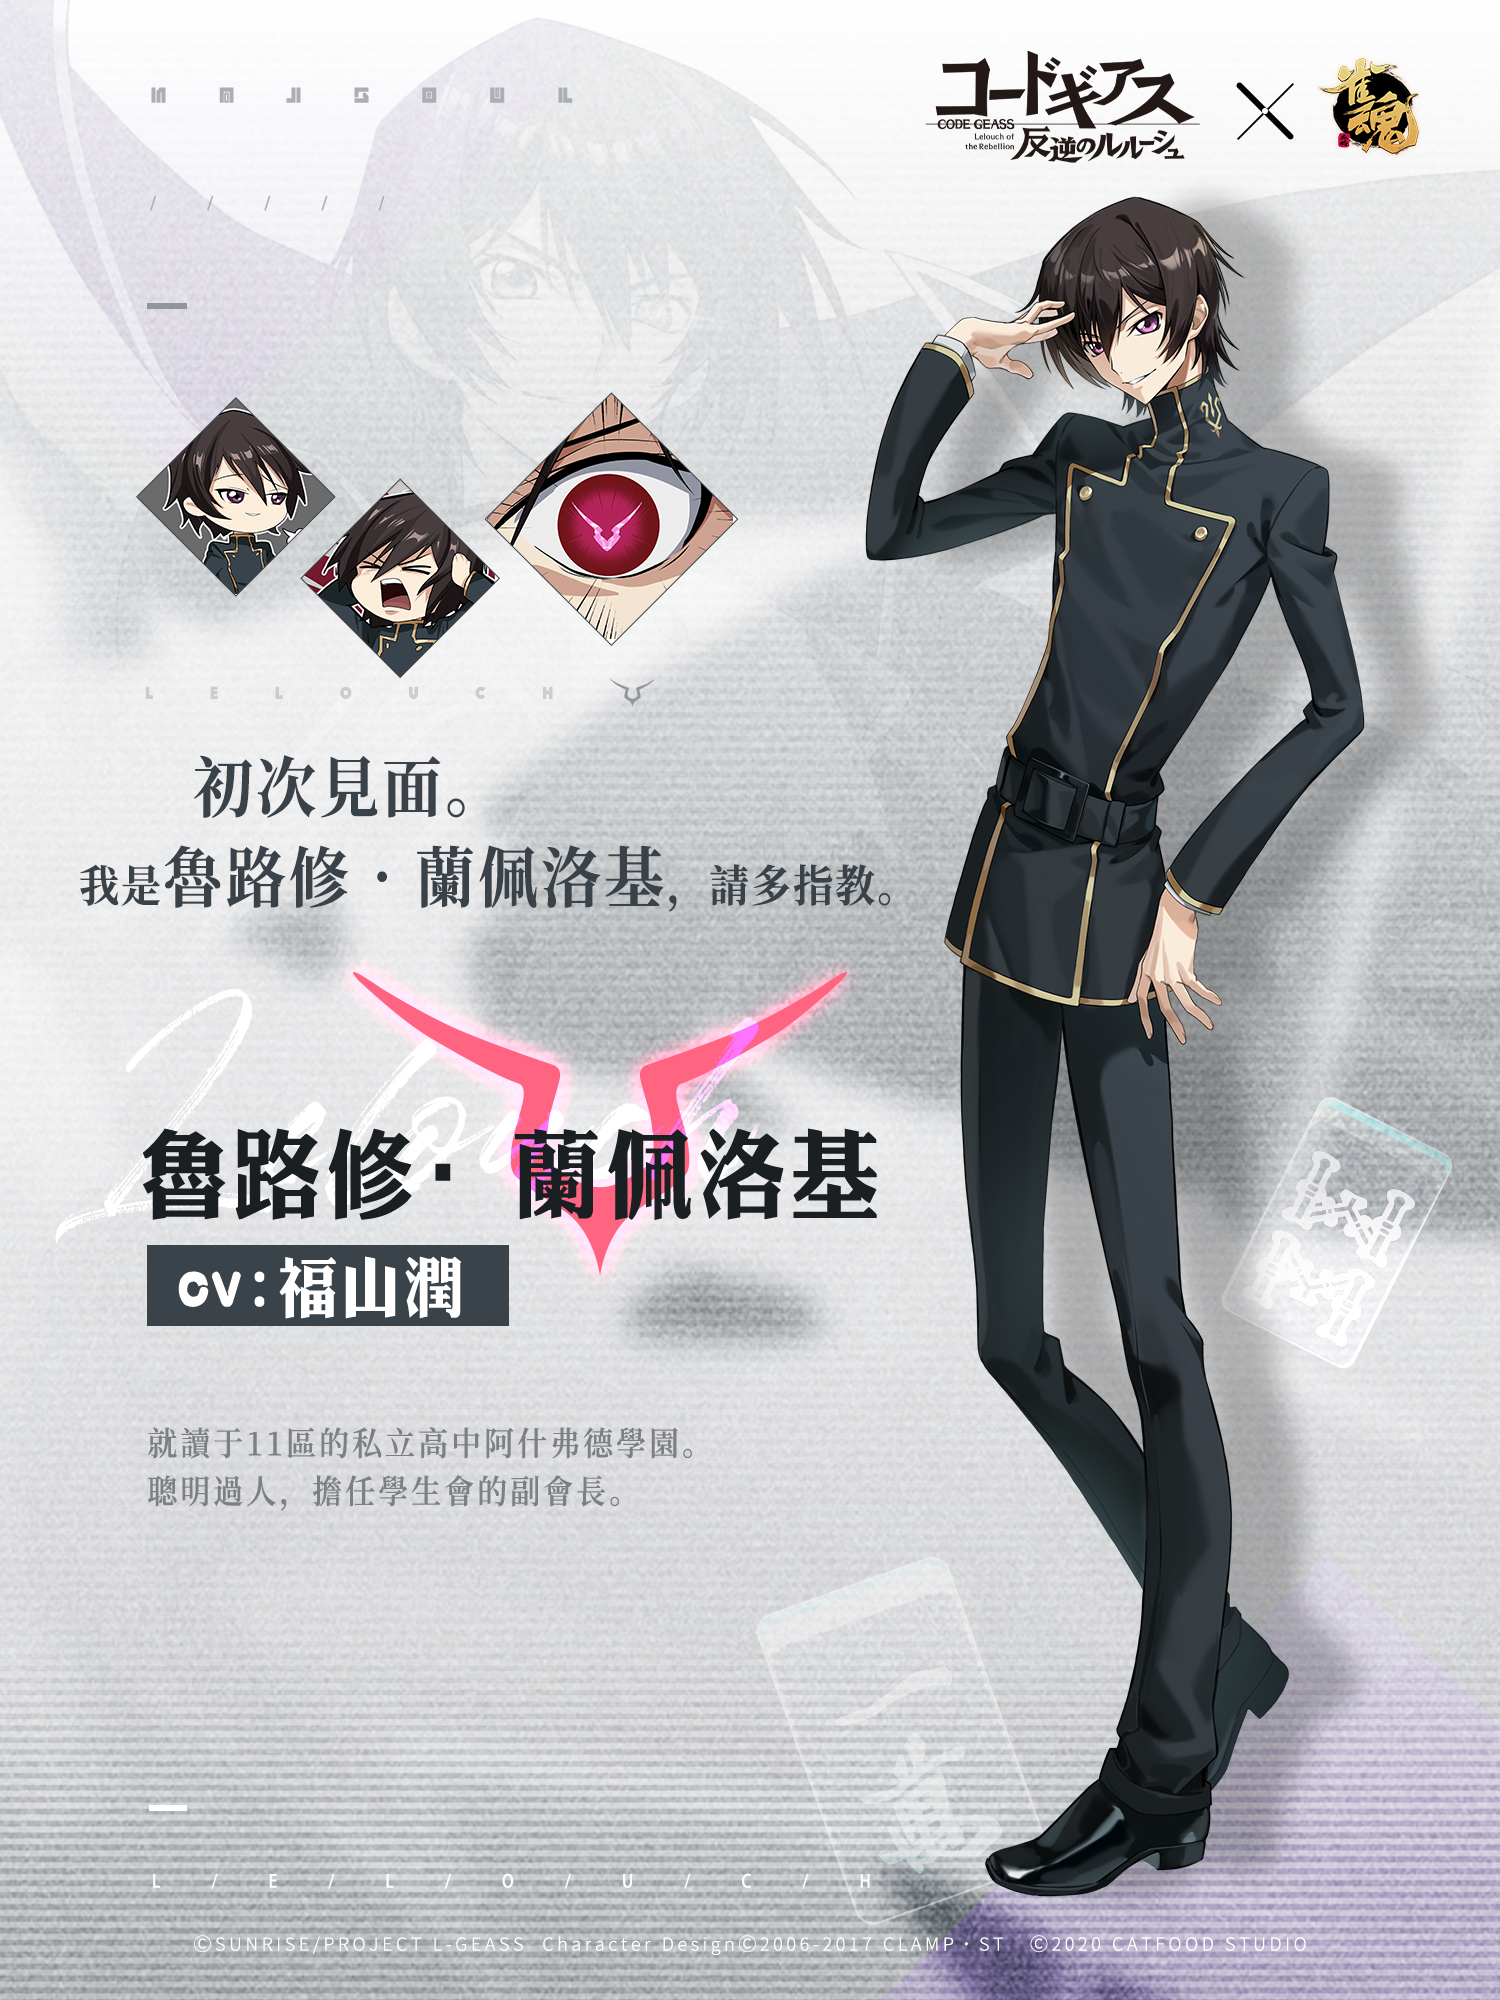 MAJSOUL
コードギアス
CODE GEASS
Lelouch of
the Rebellion
反逆のルルーシュ
雀魂
/ / / / /
LELOUCH
初次見面。
我是魯路修·蘭佩洛基，請多指教。
Lelouch
魯路修·蘭佩洛基
cv:福山潤
就讀于11區的私立高中阿什弗德學園。
聰明過人，擔任學生會的副會長。
一萬
L / E / L / O / U / C / H
©SUNRISE/PROJECT L-GEASS Character Design©2006-2017 CLAMP・ST ©2020 CATFOOD STUDIO